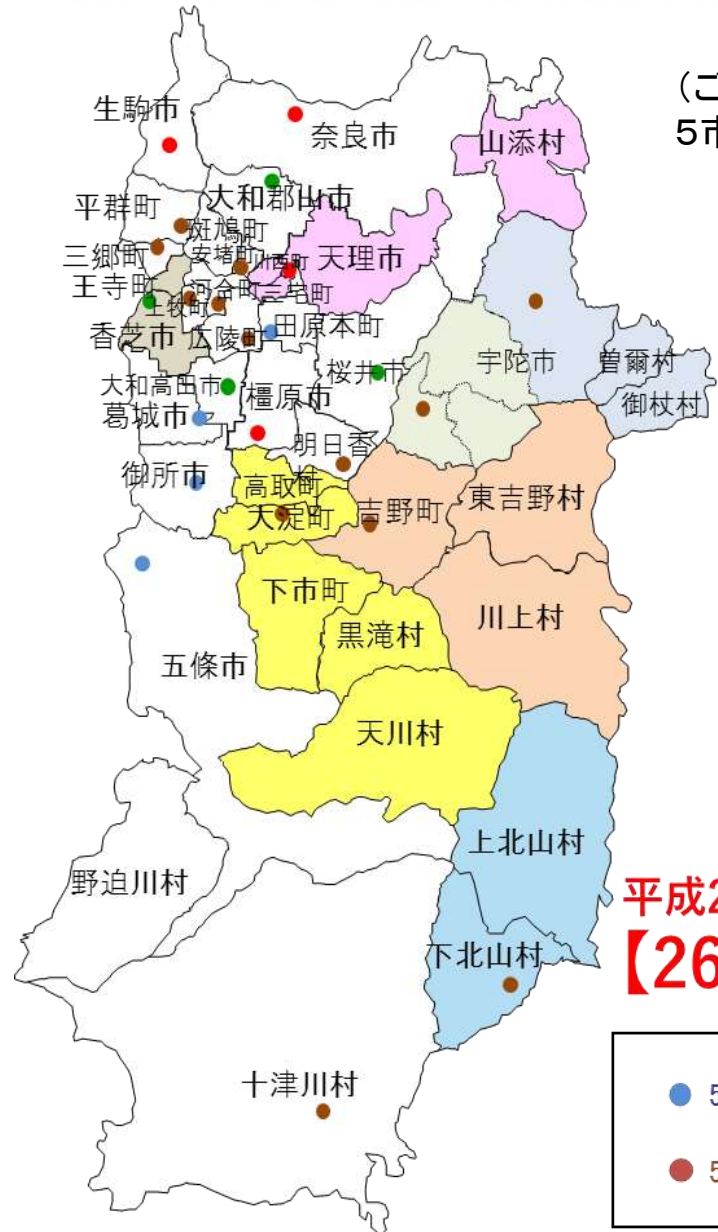 (ご
5市
生駒市
奈良市
山添村
大和郡山市
平群町
斑鳩町
安堵町
川西町
天理市
三郷町
王寺町
河合町
三宅町
上牧町
香芝市
広陵町
田原本町
宇陀市
曽爾村
桜井市
大和高田市
橿原市
御杖村
葛城市
明日香
村
御所市
高取町
東吉野村
大淀町
吉野町
下市町
川上村
黒滝村
五條市
天川村
上北山村
野迫川村
平成2
下北山村
【26
十津川村
5
5